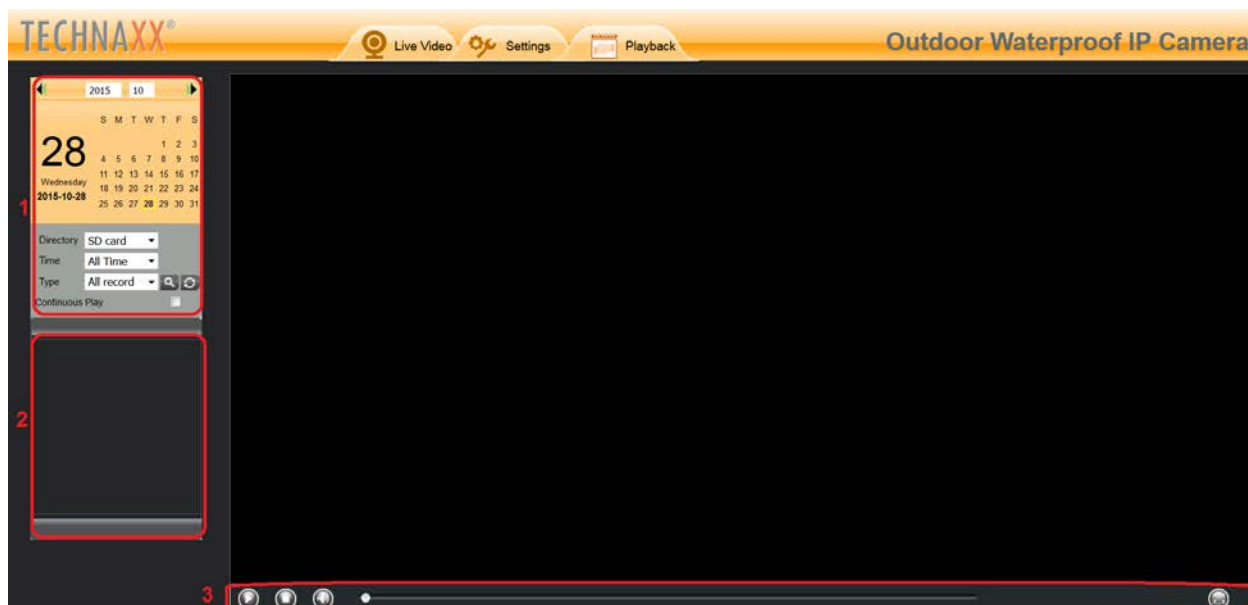 TECHNAXX®
Live Video
Settings
Playback
Outdoor Waterproof IP Camera
2015 10
S M T W T F S
1 2 3
4 5 6 7 8 9 10
11 12 13 14 15 16 17
18 19 20 21 22 23 24
25 26 27 28 29 30 31
28
Wednesday
2015-10-28
1
Directory SD card
Time All Time
Type All record
Continuous Play
2
3